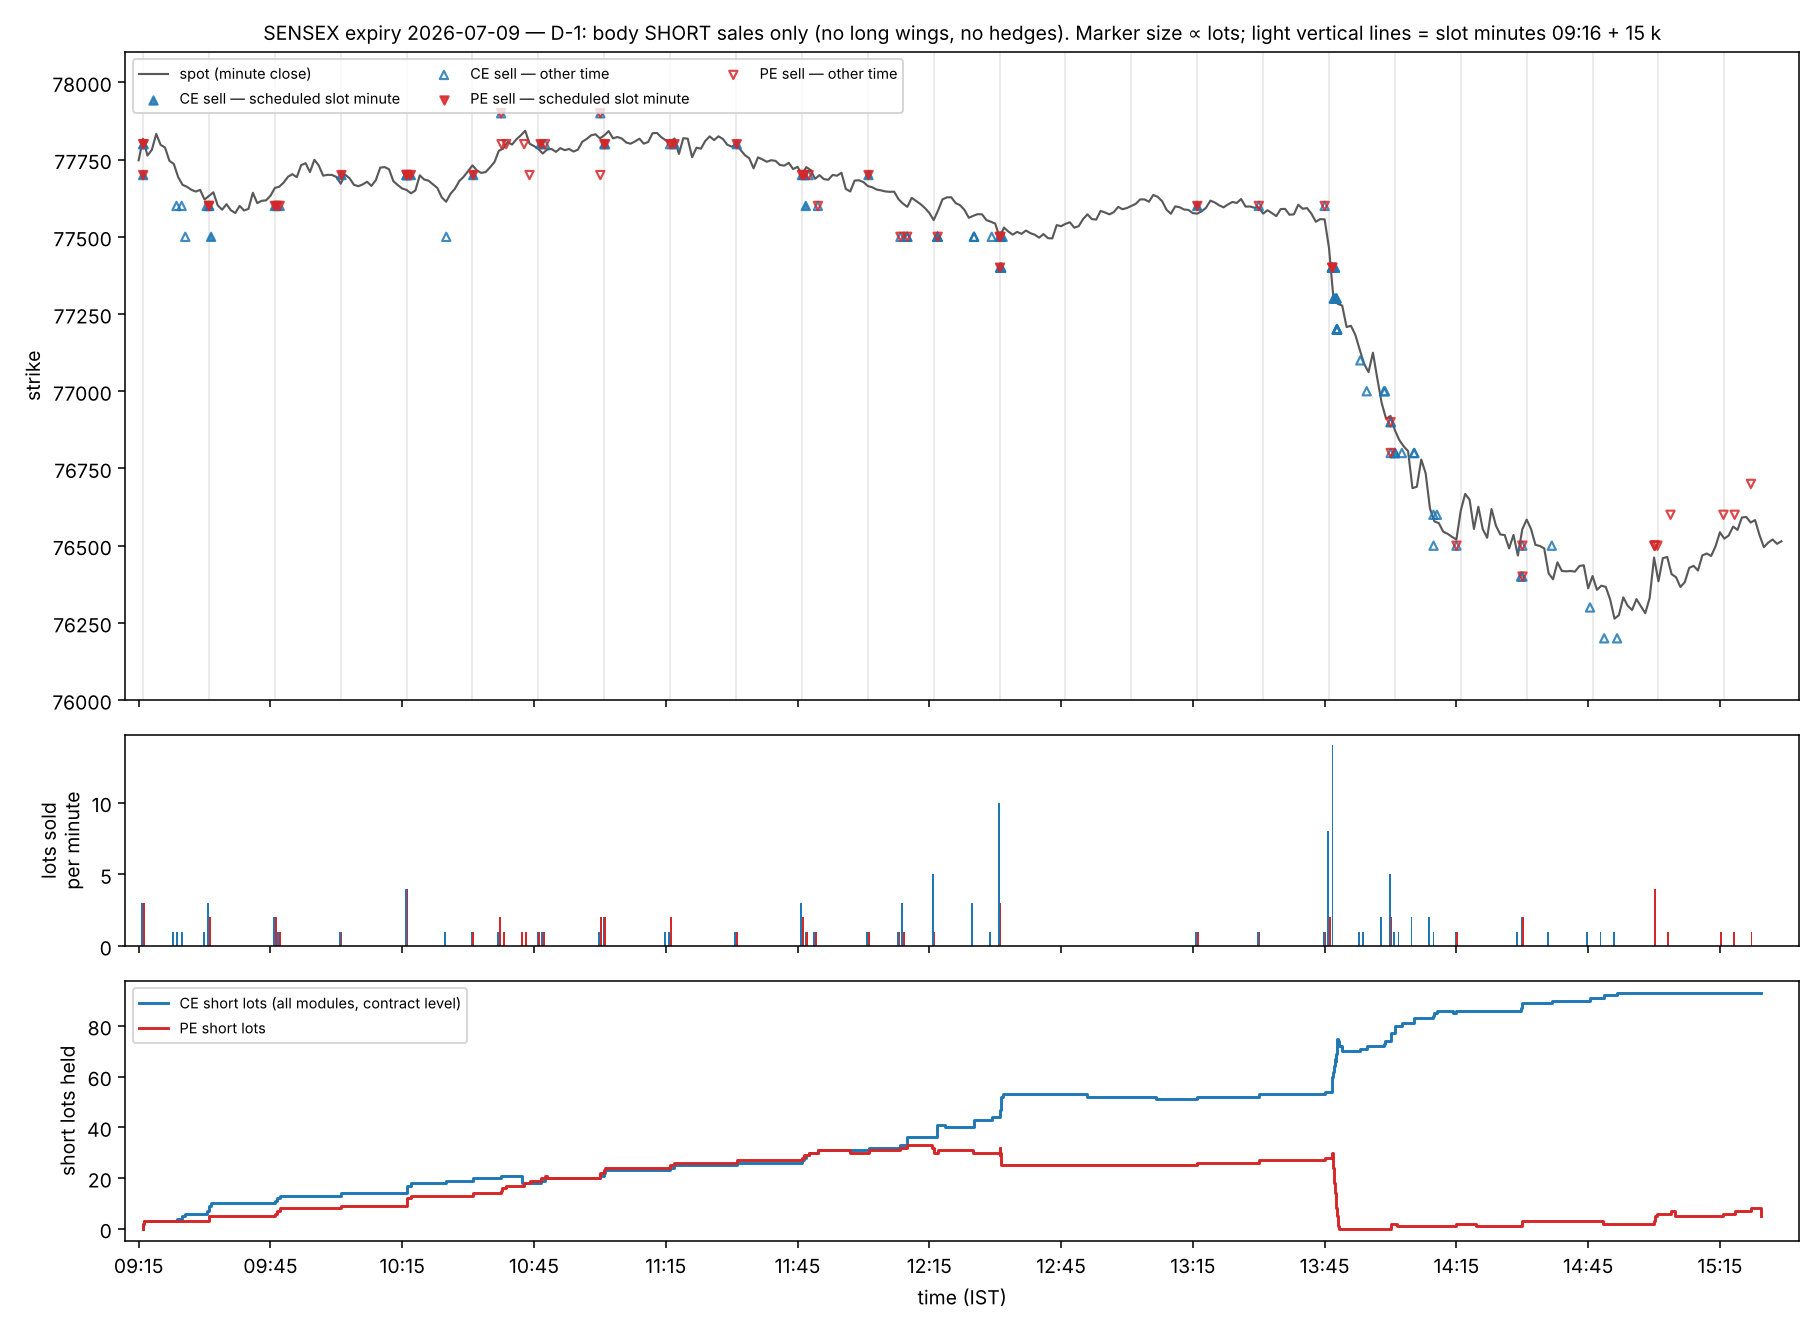 SENSEX expiry 2026-07-09 — D-1: body SHORT sales only (no long wings, no hedges). Marker size ∝ lots; light vertical lines = slot minutes 09:16 + 15 k
spot (minute close)
CE sell — scheduled slot minute
CE sell — other time
PE sell — scheduled slot minute
PE sell — other time
78000
77750
77500
77250
77000
76750
76500
76250
76000
strike
10
5
0
lots sold
per minute
CE short lots (all modules, contract level)
PE short lots
80
60
40
20
0
short lots held
09:15
09:45
10:15
10:45
11:15
11:45
12:15
12:45
13:15
13:45
14:15
14:45
15:15
time (IST)